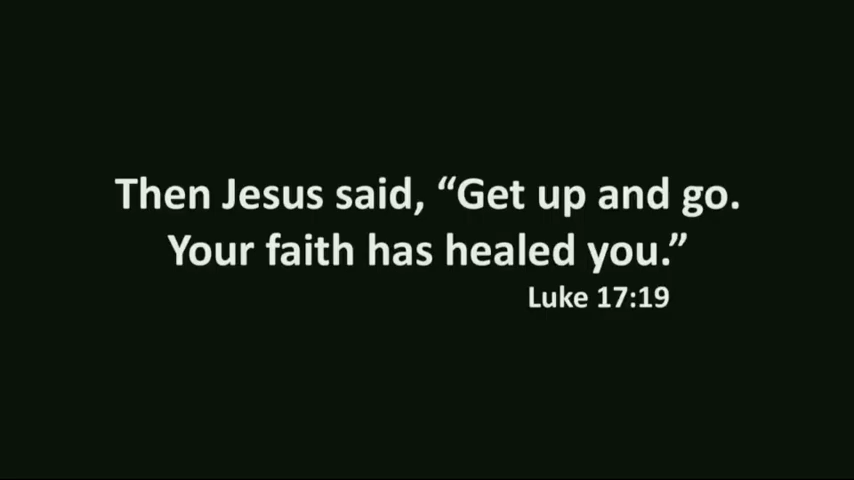 Then Jesus said, “Get up and go.
Your faith has healed you.”
Luke 17:19